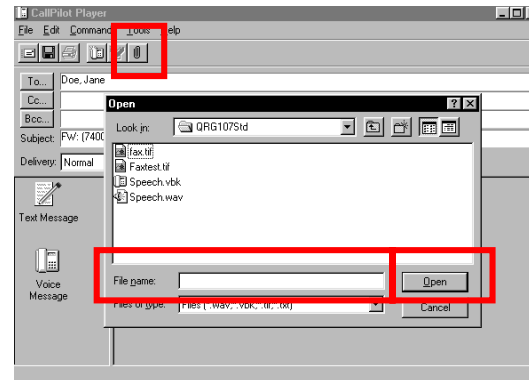 CallPilot Player
File Edit Command Tools Help
To... Doe, Jane
Cc...
Bcc...
Subject: FW: (7400
Delivery: Normal
Text Message
Voice
Message
Open
Look in: QRG107Std
fax.tif
Faxtest.tif
Speech.vbk
Speech.wav
File name:
Open
Files of type: Files (*.wav,*.vbk,*.tif,*.txt)
Cancel